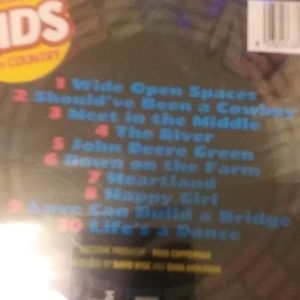 IDS
COUNTRY
1 Wide Open Spaces
2 Should've Been a Cowboy
3 Meet in the Middle
4 The River
5 John Deere Green
6 Down on the Farm
7 Heartland
8 Happy Girl
9 Love Can Build a Bridge
10 Life's a Dance